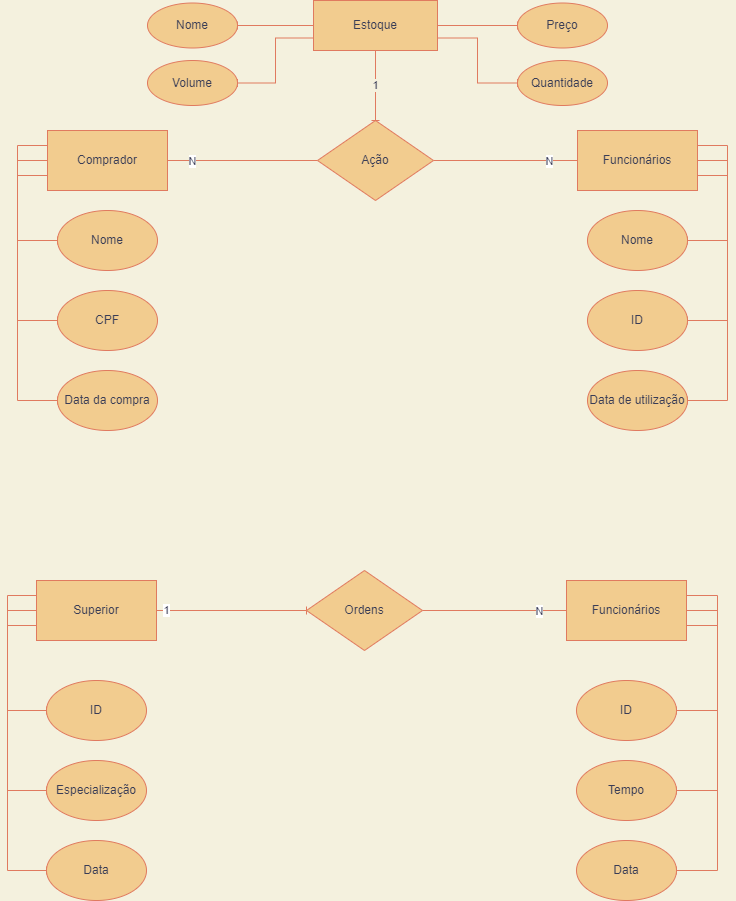 Nome
Estoque
Preço
Volume
1
Quantidade
Comprador
N
Ação
N
Funcionários
Nome
Nome
CPF
ID
Data da compra
Data de utilização
Superior
1
Ordens
N
Funcionários
ID
ID
Especialização
Tempo
Data
Data